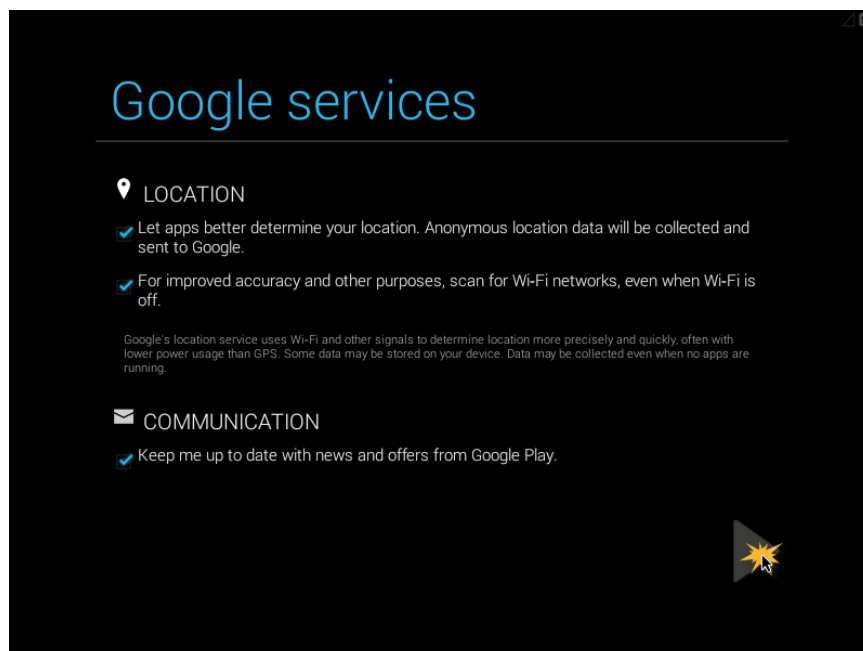 Google services
LOCATION
Let apps better determine your location. Anonymous location data will be collected and
sent to Google.
For improved accuracy and other purposes, scan for Wi-Fi networks, even when Wi-Fi is
off.
Google's location service uses Wi-Fi and other signals to determine location more precisely and quickly, often with
lower power usage than GPS. Some data may be stored on your device. Data may be collected even when no apps are
running.
COMMUNICATION
Keep me up to date with news and offers from Google Play.